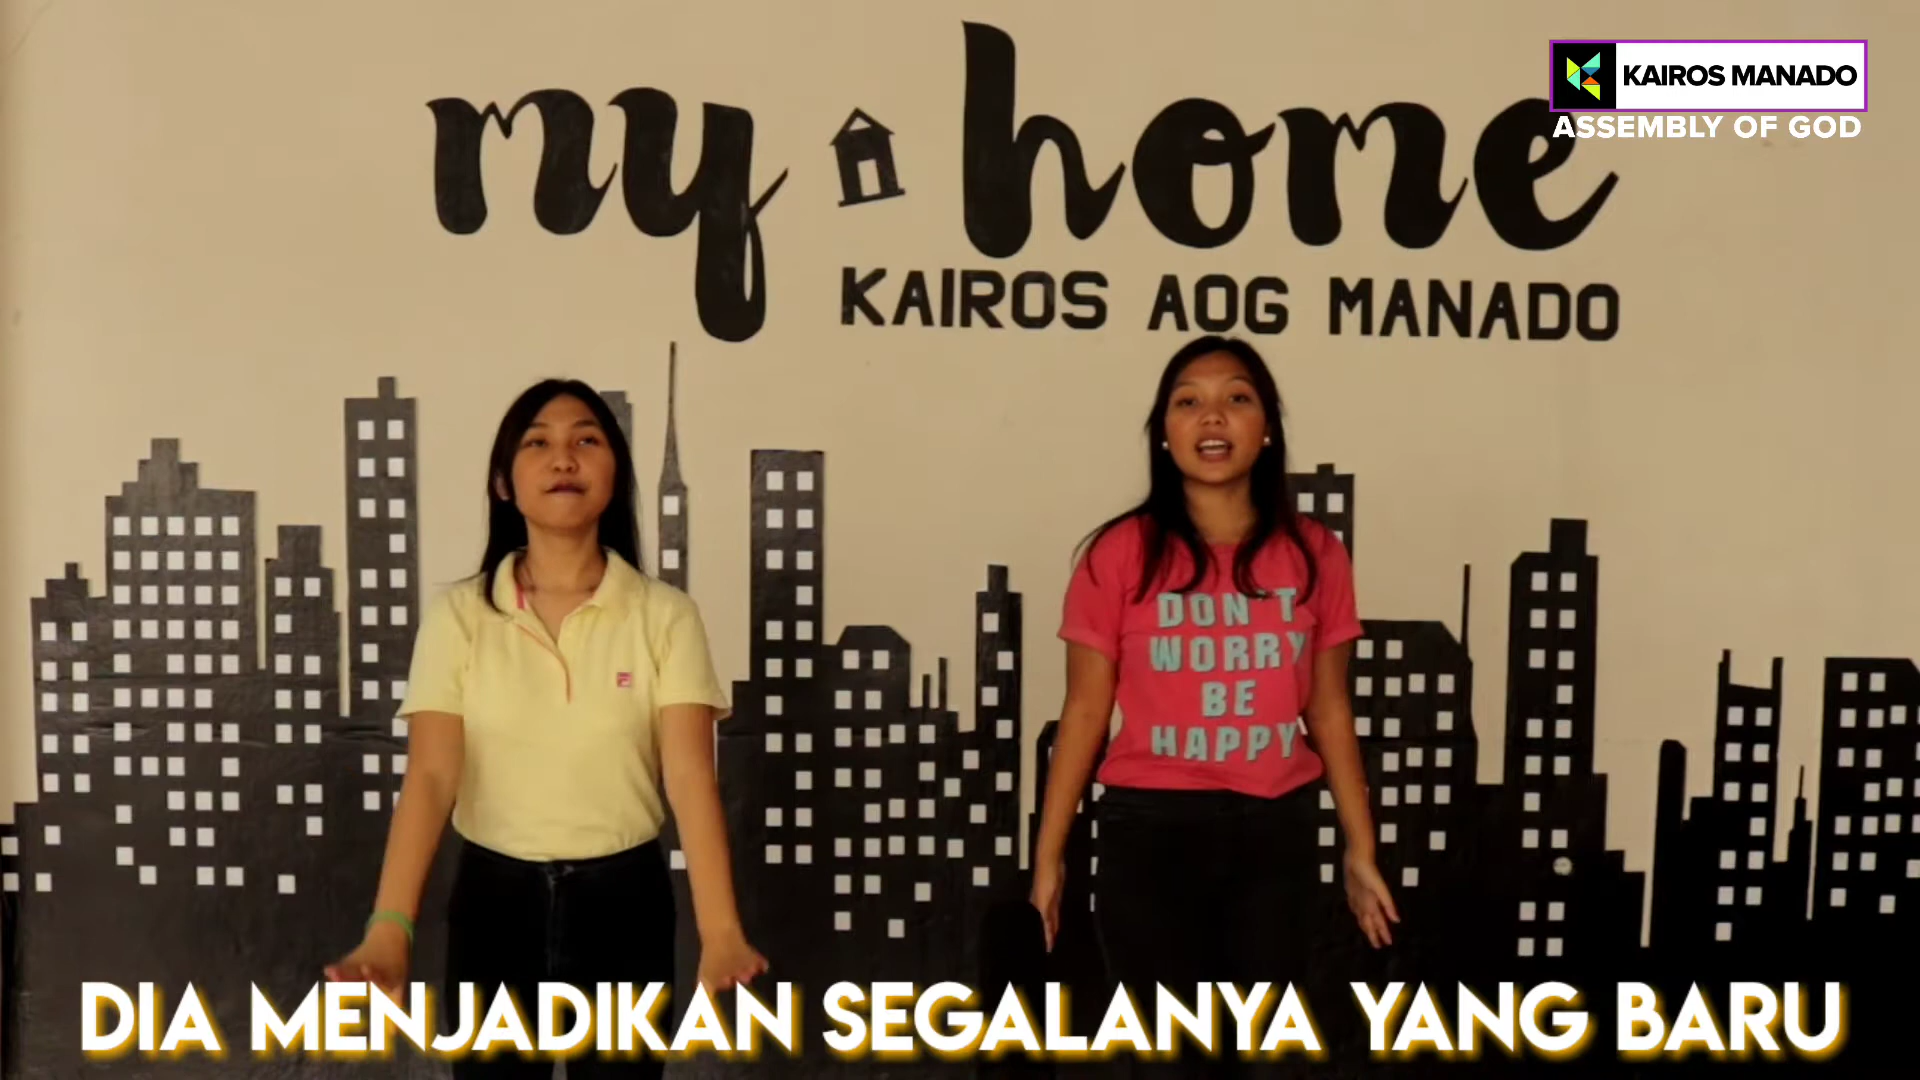 my home
KAIROS AOG MANADO
KAIROS MANADO
ASSEMBLY OF GOD
DON'T
WORRY
BE
HAPPY
DIA MENJADIKAN SEGALANYA YANG BARU